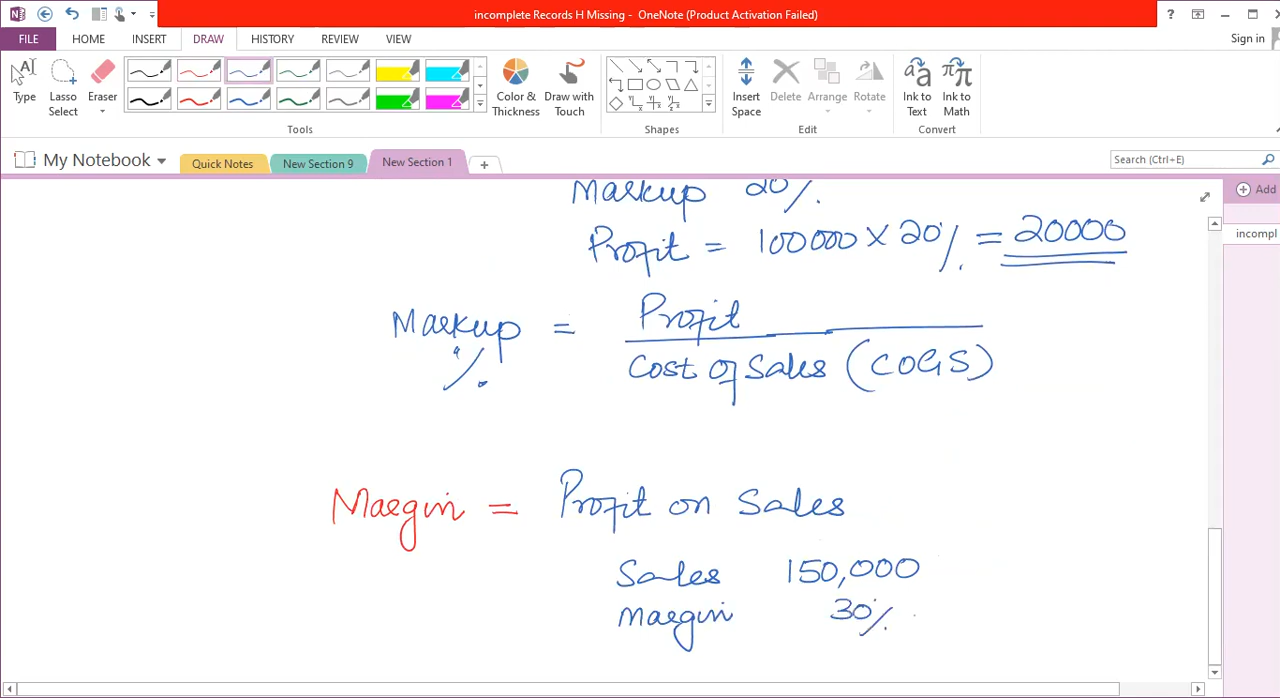 incomplete Records H Missing - OneNote (Product Activation Failed)
? Sign in
FILE HOME INSERT DRAW HISTORY REVIEW VIEW
Type Lasso Select Eraser Color & Thickness Draw with Touch Insert Space Delete Arrange Rotate Ink to Text Ink to Math
Tools Shapes Edit Convert
My Notebook Quick Notes New Section 9 New Section 1 + Search (Ctrl+E)
Add
incompl
Markup 20%
Profit = 100000 X 20% = 20000
Markup % = Profit
Cost of Sales (COGS)
Margin = Profit on Sales
Sales 150,000
Margin 30%